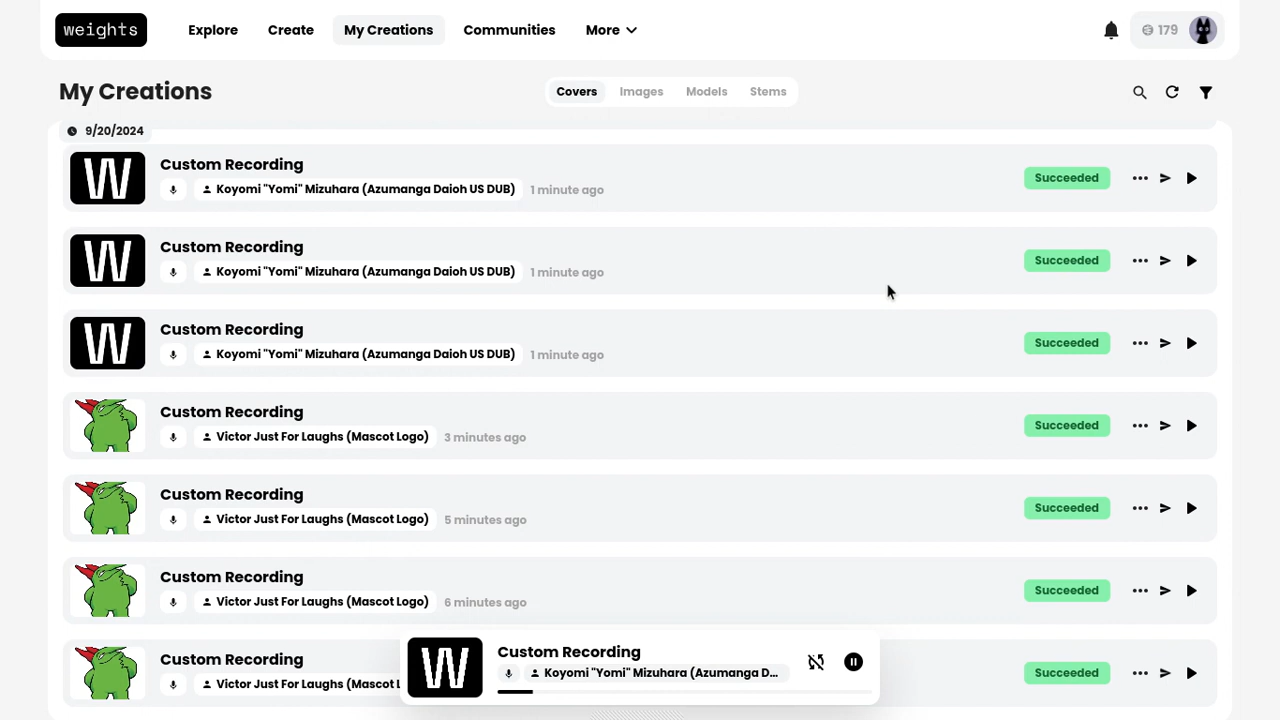 weights
Explore
Create
My Creations
Communities
More
179
My Creations
Covers
Images
Models
Stems
9/20/2024
W
Custom Recording
Koyomi "Yomi" Mizuhara (Azumanga Daioh US DUB)
1 minute ago
Succeeded
W
Custom Recording
Koyomi "Yomi" Mizuhara (Azumanga Daioh US DUB)
1 minute ago
Succeeded
W
Custom Recording
Koyomi "Yomi" Mizuhara (Azumanga Daioh US DUB)
1 minute ago
Succeeded
Custom Recording
Victor Just For Laughs (Mascot Logo)
3 minutes ago
Succeeded
Custom Recording
Victor Just For Laughs (Mascot Logo)
5 minutes ago
Succeeded
Custom Recording
Victor Just For Laughs (Mascot Logo)
6 minutes ago
Succeeded
Custom Recording
Victor Just For Laughs (Mascot L
Succeeded
W
Custom Recording
Koyomi "Yomi" Mizuhara (Azumanga D...